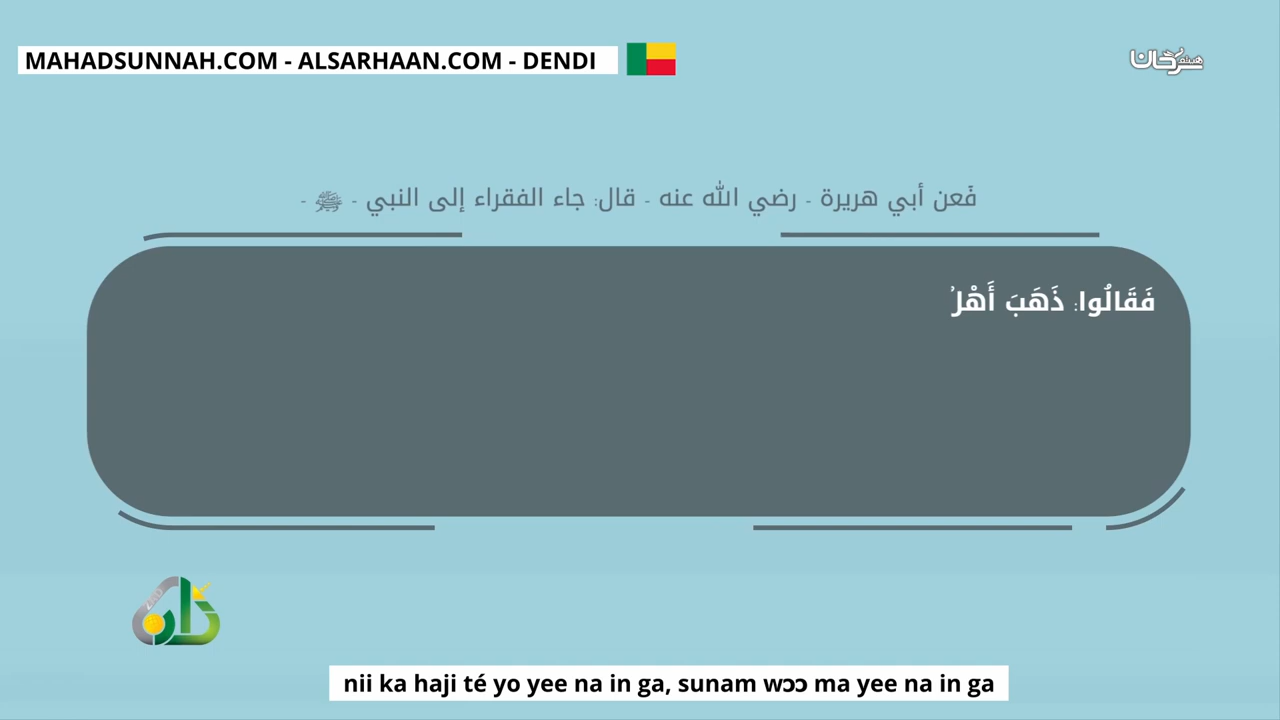 MAHADSUNNAH.COM - ALSARHAAN.COM - DENDI
فَعن أبي هريرة - رضي الله عنه - قال: جاء الفقراء إلى النبي - ﷺ -
فَقَالُوا: ذَهَبَ أَهْلُ
nii ka haji té yo yee na in ga, sunam wɔɔ ma yee na in ga